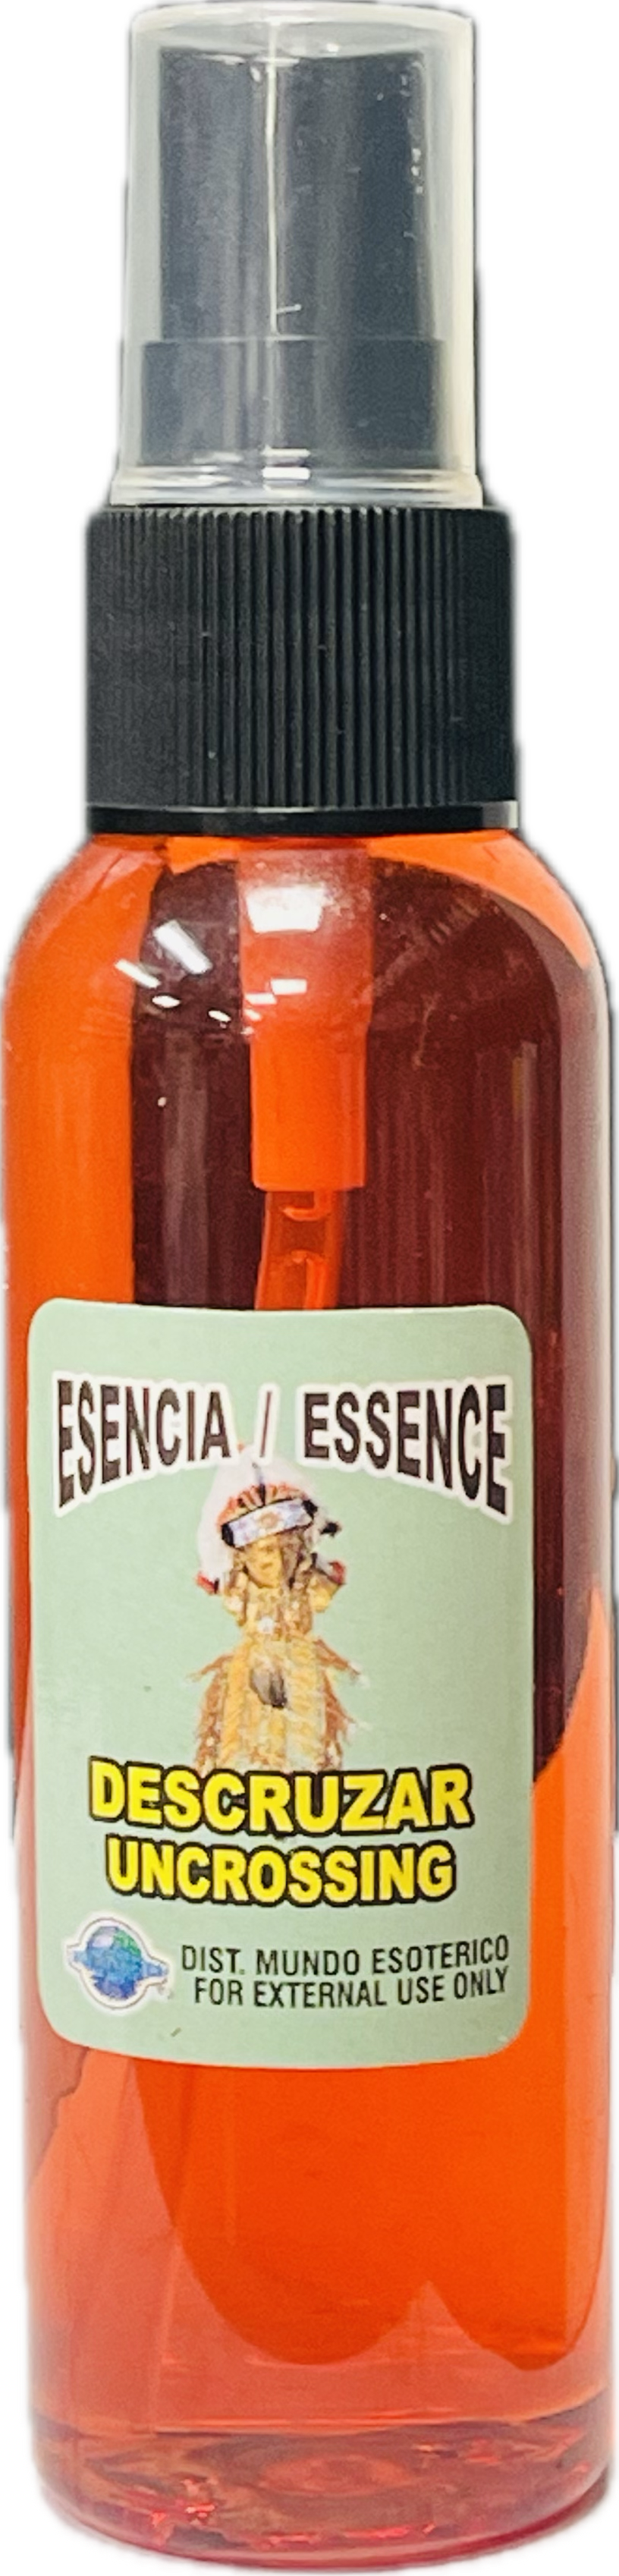 ESENCIA / ESSENCE
DESCRUZAR
UNCROSSING
DIST. MUNDO ESOTERICO
FOR EXTERNAL USE ONLY